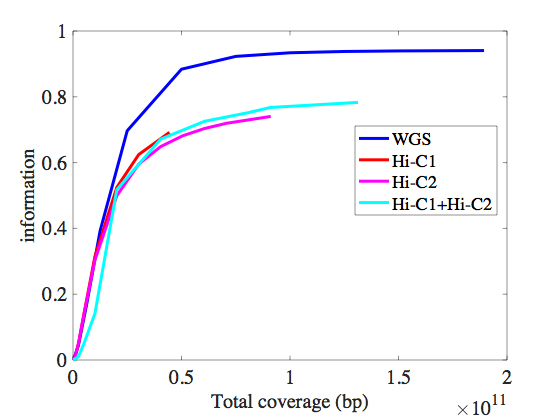 1
0.8
0.6
0.4
0.2
0
information
WGS
Hi-C1
Hi-C2
Hi-C1+Hi-C2
0
0.5
1
1.5
2
Total coverage (bp)
×10^11